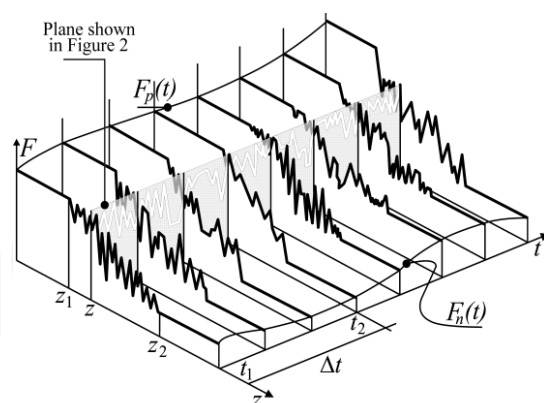 Plane shown
in Figure 2
F_p(t)
F
t
z_1
z
z_2
t_2
F_n(t)
t_1
Δt
z